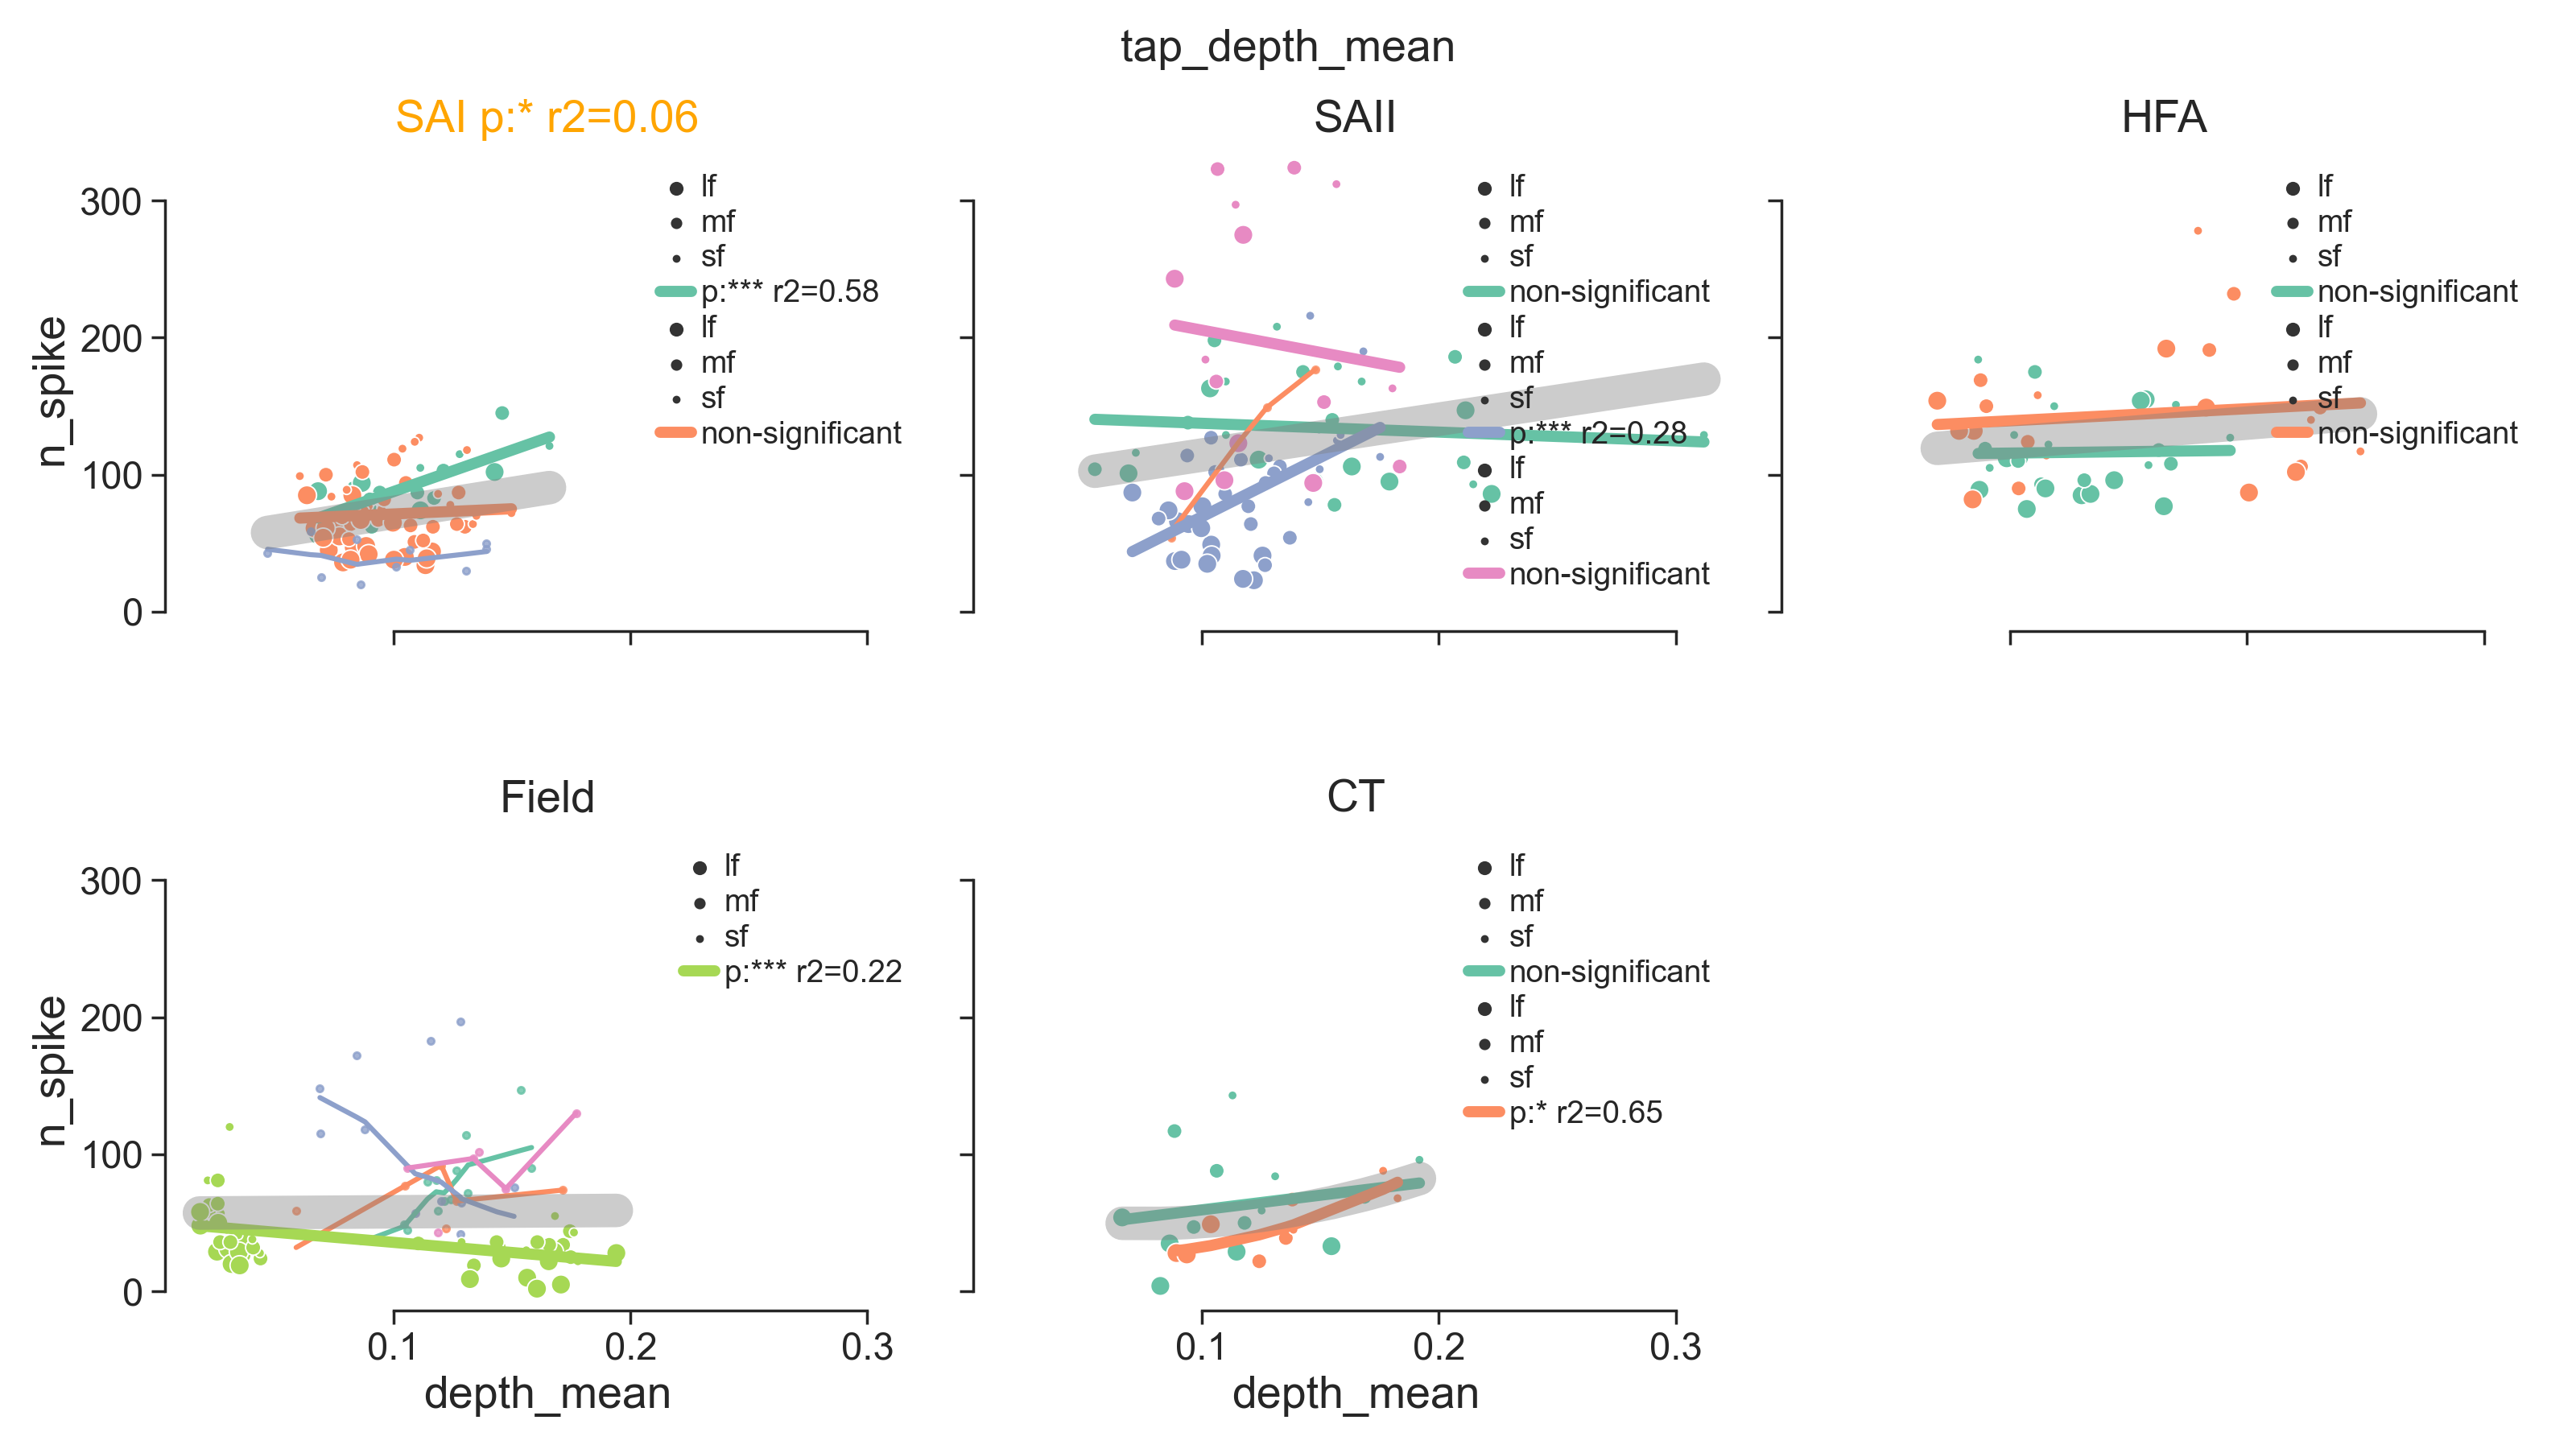 tap_depth_mean
SAI p:* r2=0.06
SAII
HFA
n_spike
300
200
100
0
lf
mf
sf
p:*** r2=0.58
lf
mf
sf
non-significant
lf
mf
sf
non-significant
lf
mf
sf
p:*** r2=0.28
lf
mf
sf
non-significant
lf
mf
sf
non-significant
lf
mf
sf
non-significant
Field
CT
n_spike
300
200
100
0
lf
mf
sf
p:*** r2=0.22
lf
mf
sf
non-significant
lf
mf
sf
p:* r2=0.65
0.1
0.2
0.3
depth_mean
0.1
0.2
0.3
depth_mean